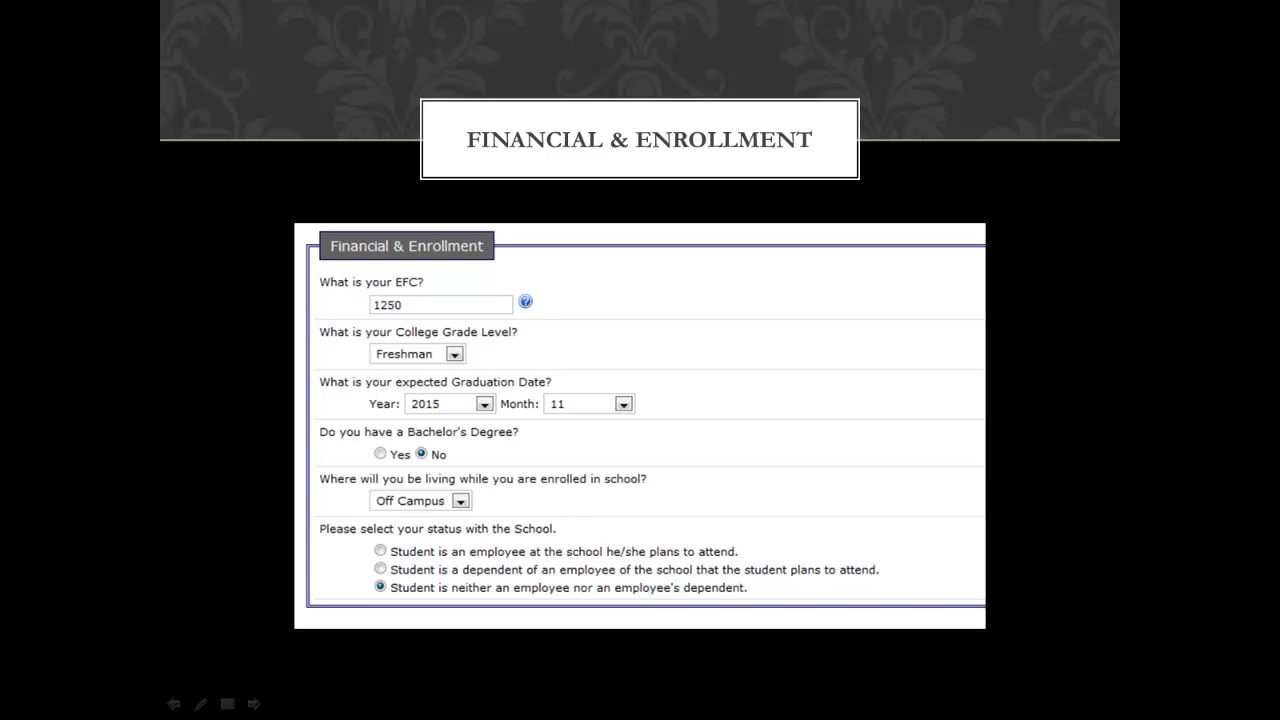 FINANCIAL & ENROLLMENT
Financial & Enrollment
What is your EFC?
1250
What is your College Grade Level?
Freshman
What is your expected Graduation Date?
Year: 2015 Month: 11
Do you have a Bachelor's Degree?
Yes No
Where will you be living while you are enrolled in school?
Off Campus
Please select your status with the School.
Student is an employee at the school he/she plans to attend.
Student is a dependent of an employee of the school that the student plans to attend.
Student is neither an employee nor an employee's dependent.